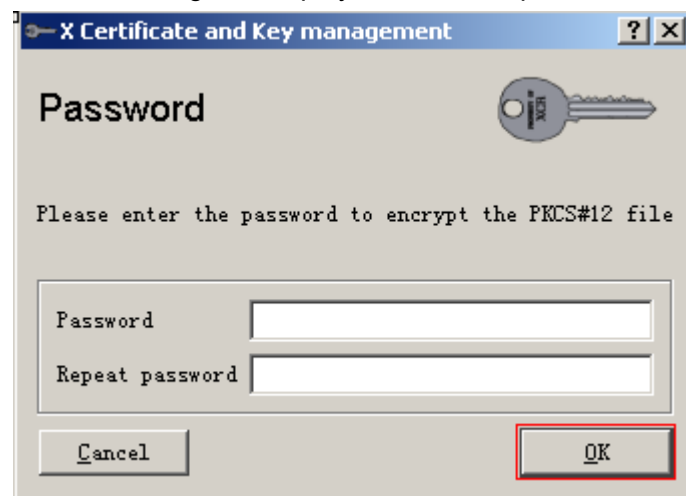 X Certificate and Key management
Password
XCA
Please enter the password to encrypt the PKCS#12 file
Password
Repeat password
Cancel
OK